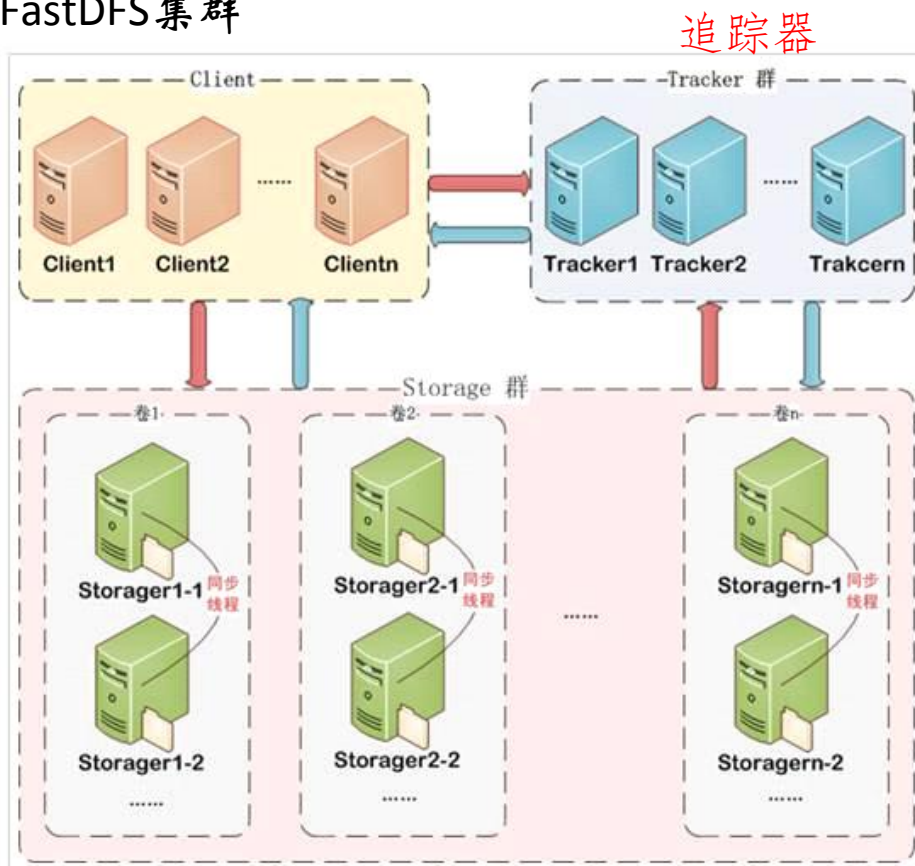 FastDFS集群
追踪器
Client
Tracker 群
......
......
Client1 Client2 Clientn
Tracker1 Tracker2 Trakcern
Storage 群
卷1
卷2
卷n
Storager1-1
同步
线程
Storager2-1
同步
线程
Storagern-1
同步
线程
......
Storager1-2
Storager2-2
Storagern-2
......
......
......